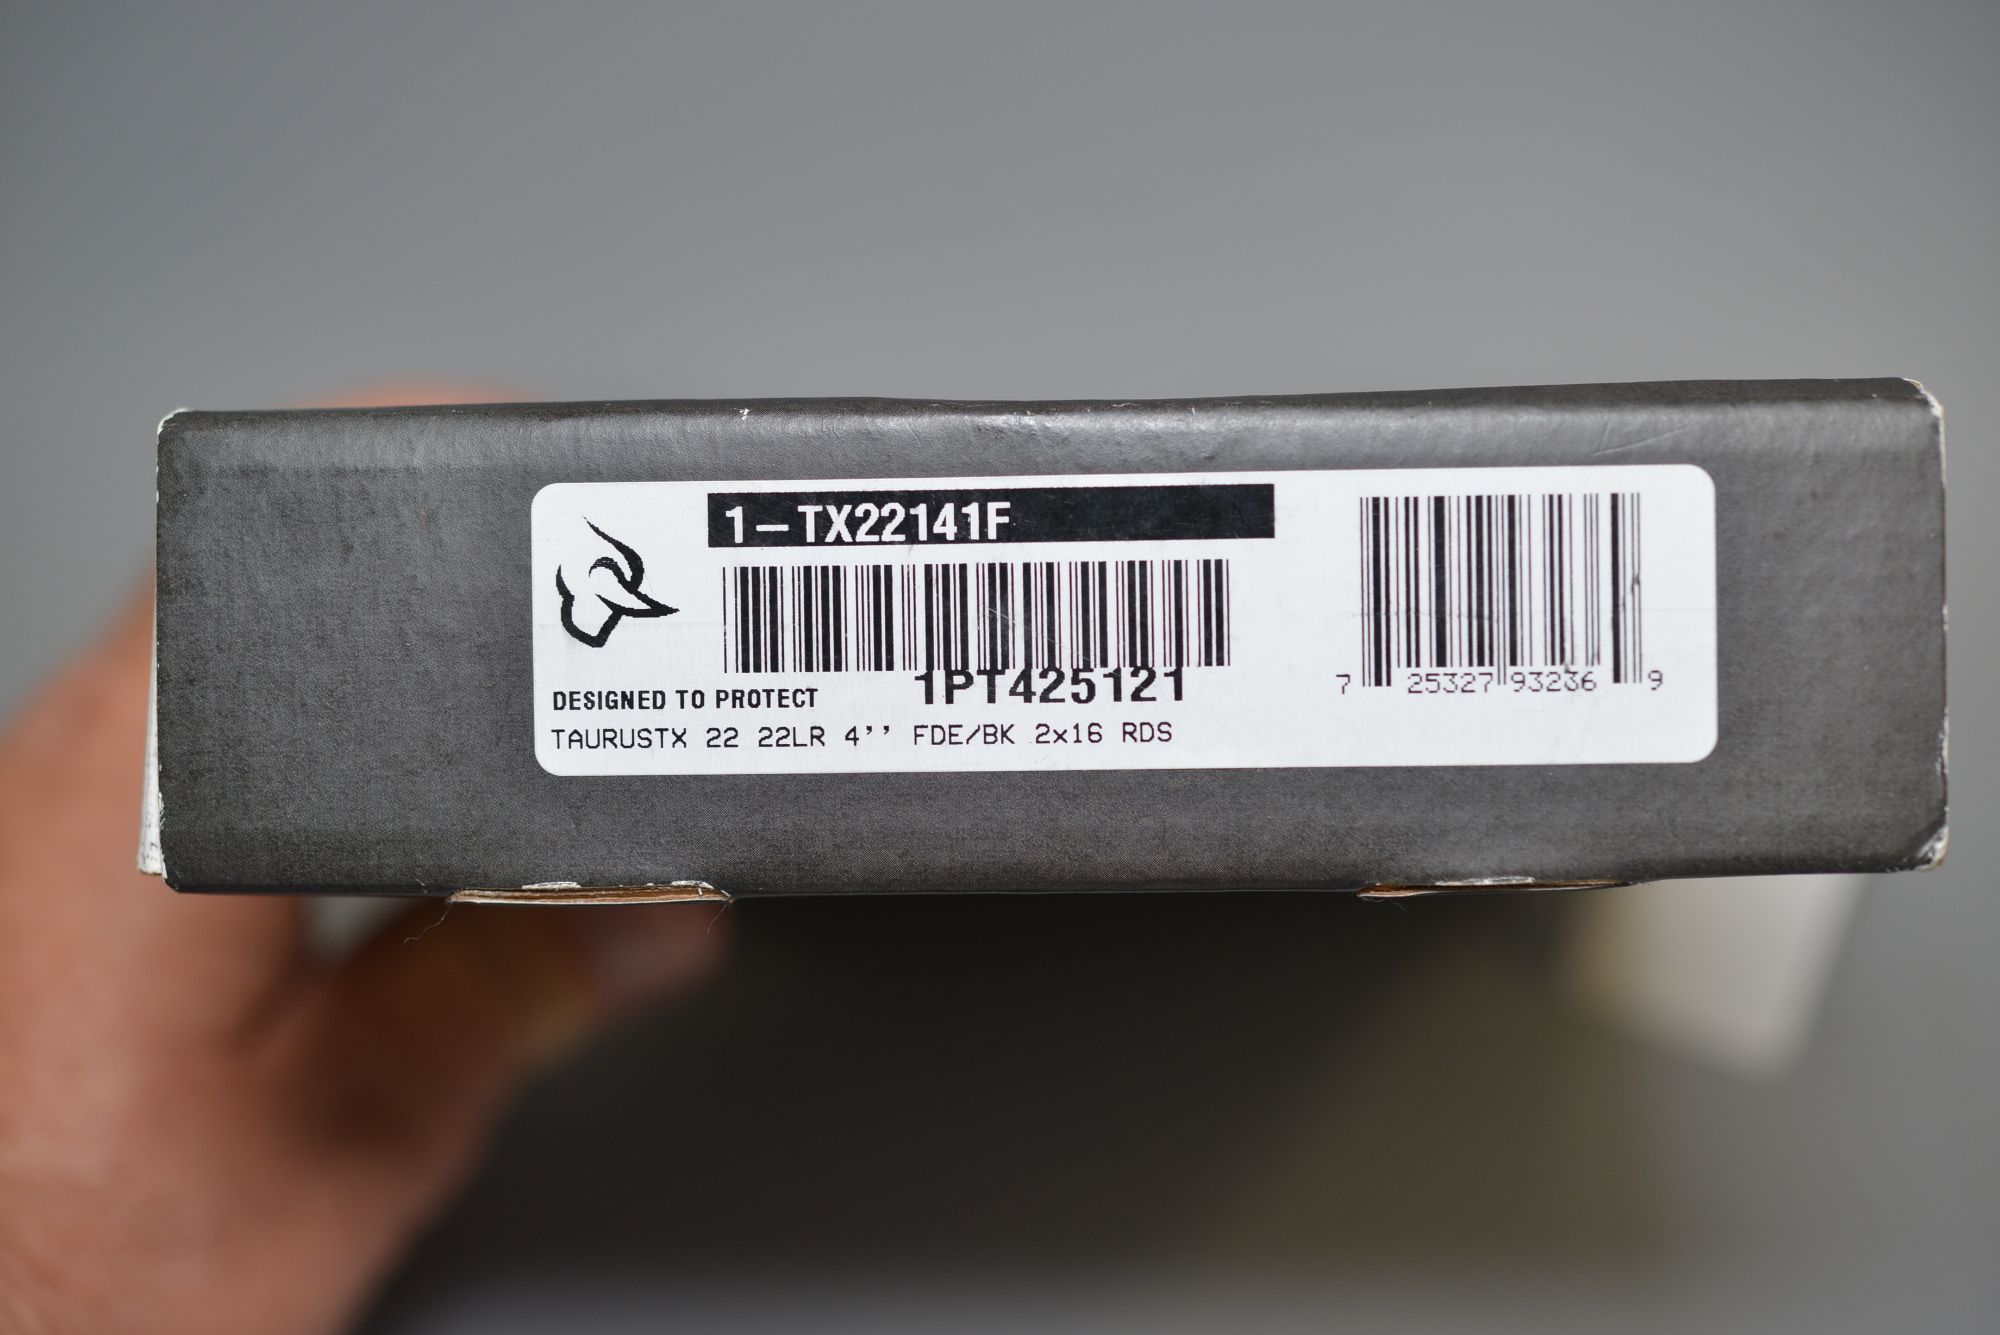 1-TX22141F
1PT425121
DESIGNED TO PROTECT
TAURUSTX 22 22LR 4'' FDE/BK 2x16 RDS
7 25327 93236 9